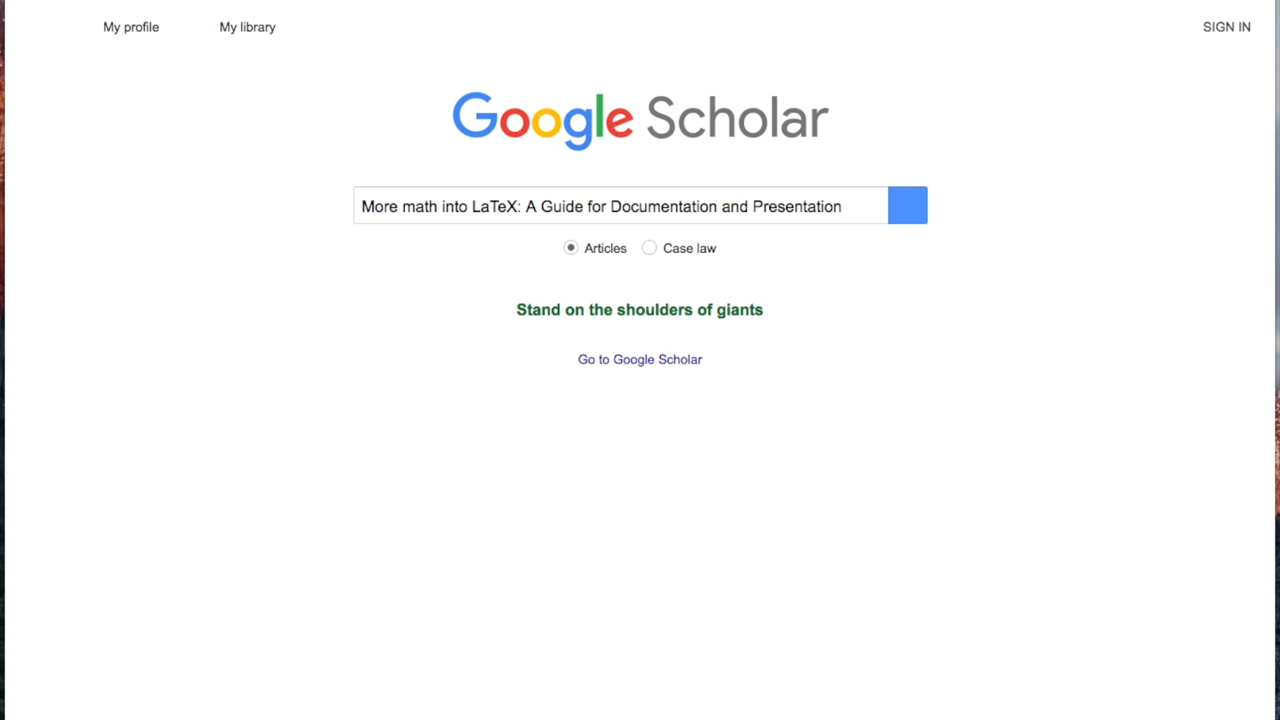 My profile My library SIGN IN
Google Scholar
More math into LaTeX: A Guide for Documentation and Presentation
Articles Case law
Stand on the shoulders of giants
Go to Google Scholar